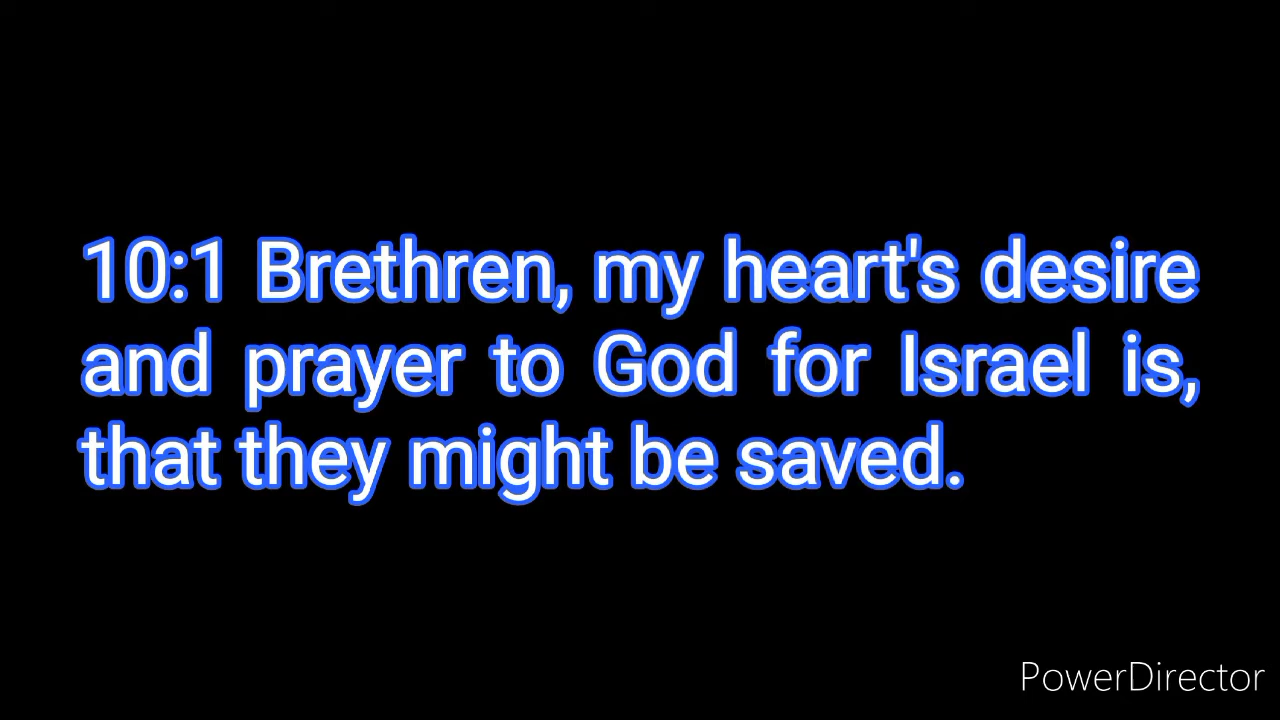 10:1 Brethren, my heart's desire
and prayer to God for Israel is,
that they might be saved.
PowerDirector